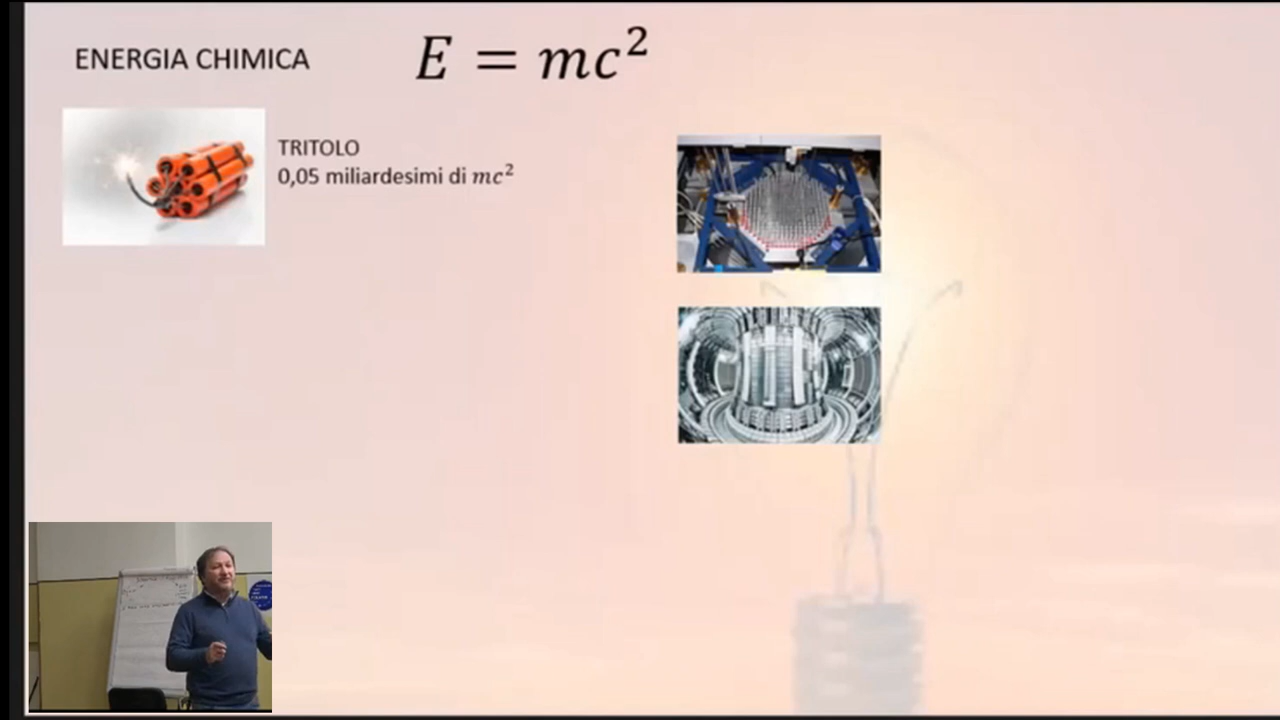 ENERGIA CHIMICA
E = mc²
TRITOLO
0,05 miliardesimi di mc²